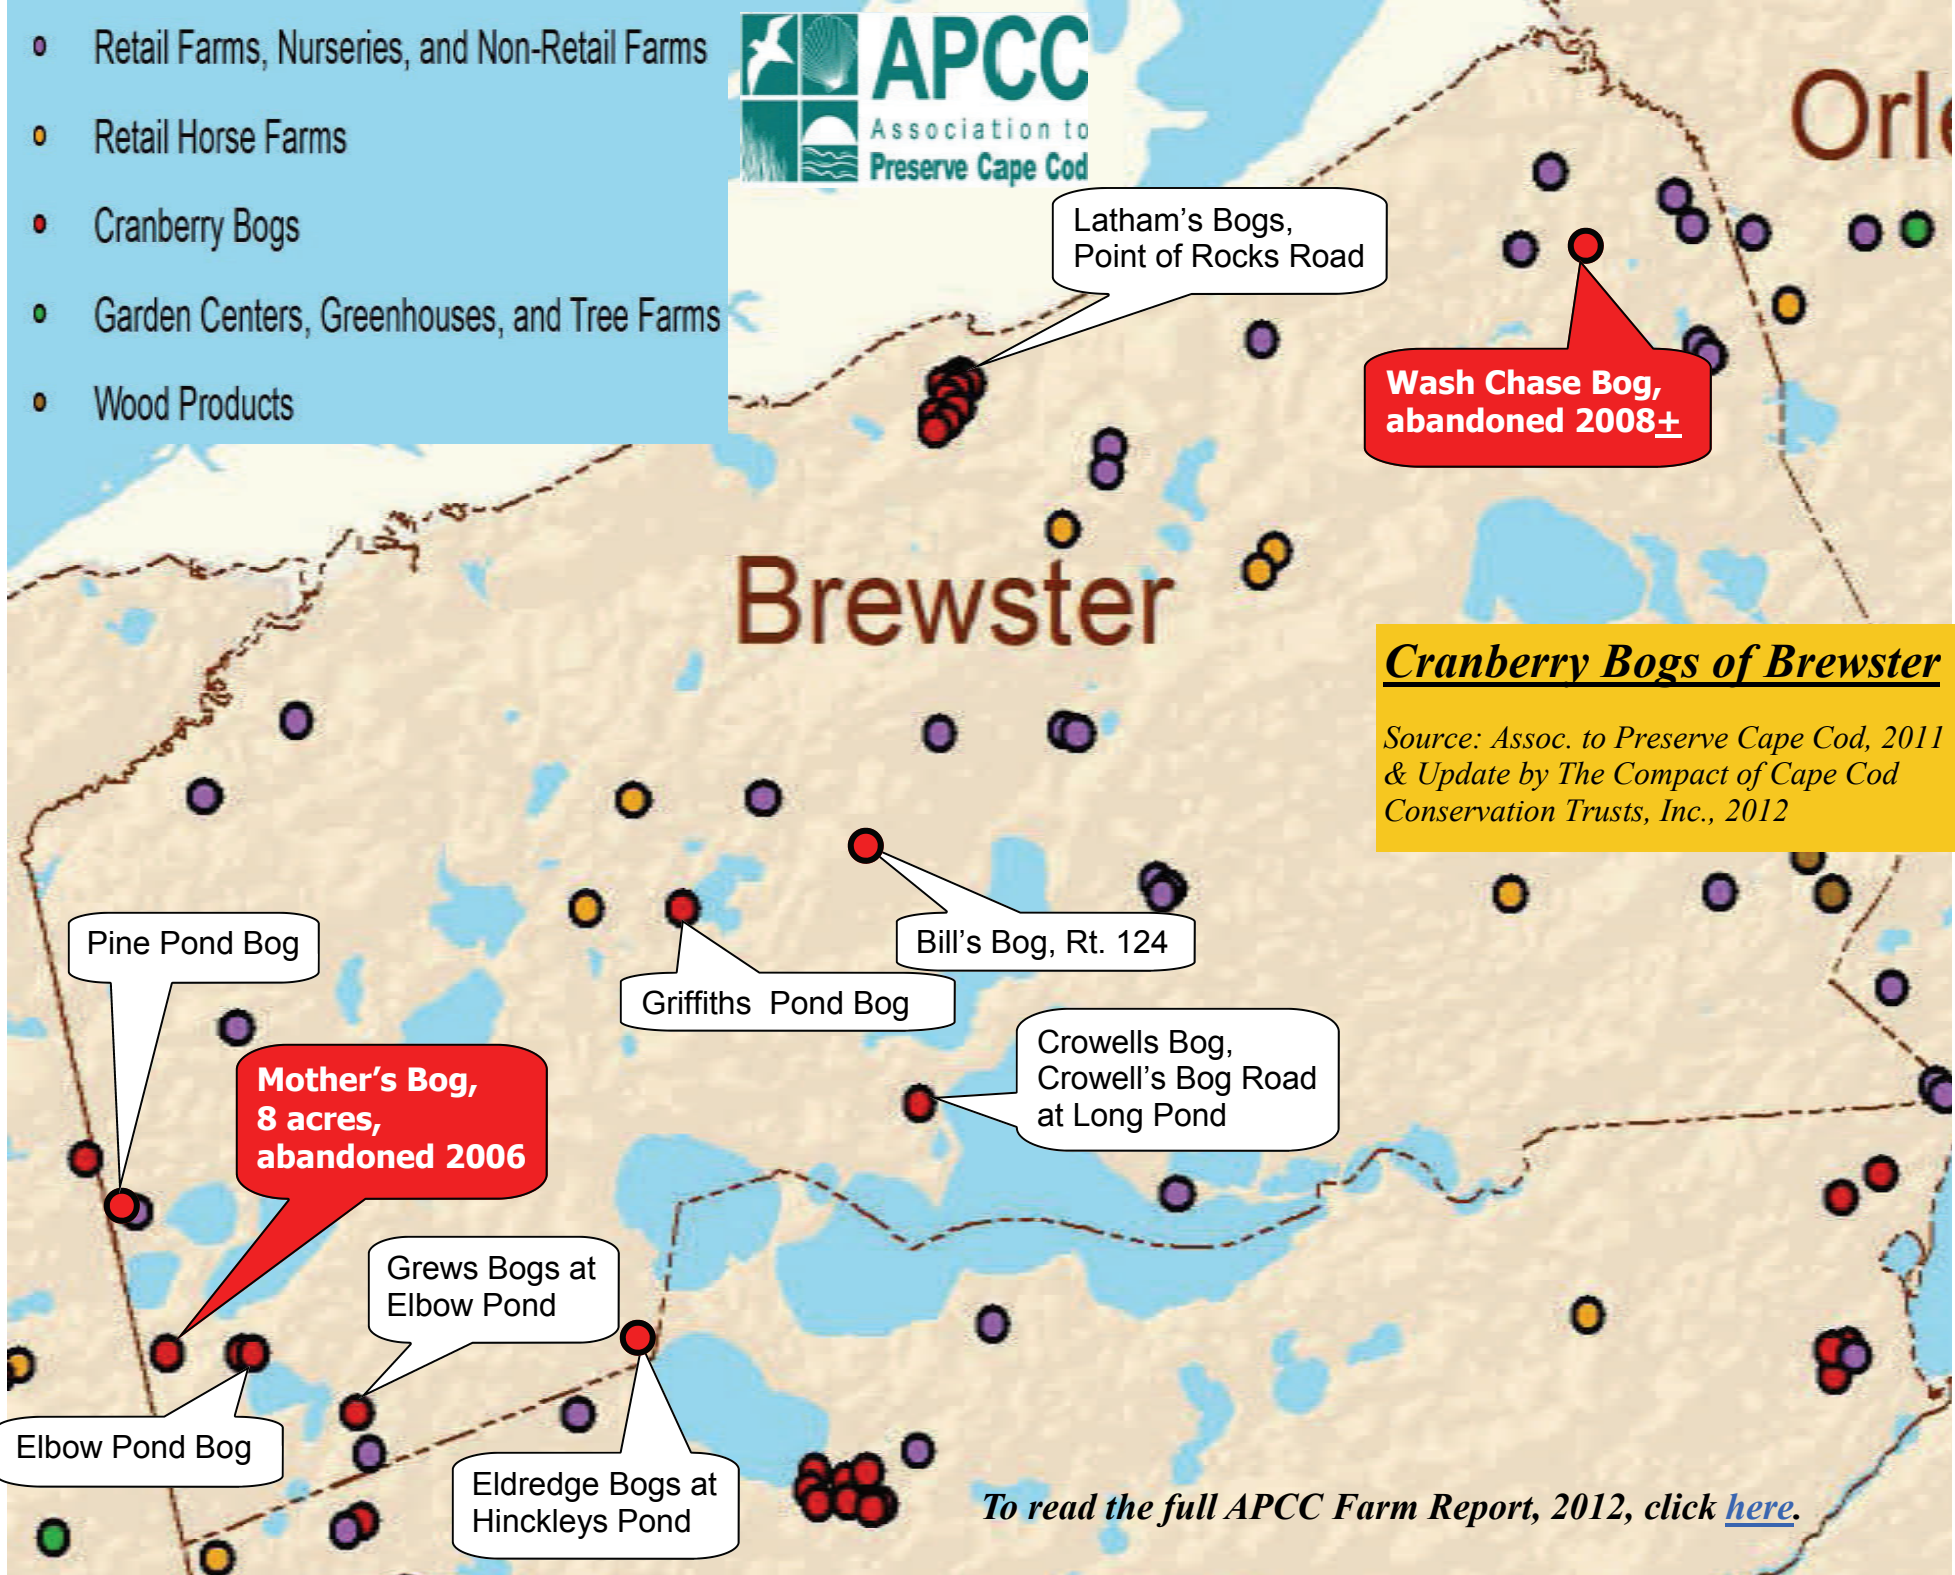 Retail Farms, Nurseries, and Non-Retail Farms
Retail Horse Farms
Cranberry Bogs
Garden Centers, Greenhouses, and Tree Farms
Wood Products
APCC
Association to
Preserve Cape Cod
Orle
Latham's Bogs,
Point of Rocks Road
Wash Chase Bog,
abandoned 2008±
Brewster
Cranberry Bogs of Brewster
Source: Assoc. to Preserve Cape Cod, 2011
& Update by The Compact of Cape Cod
Conservation Trusts, Inc., 2012
Pine Pond Bog
Bill's Bog, Rt. 124
Griffiths Pond Bog
Crowells Bog,
Crowell's Bog Road
at Long Pond
Mother's Bog,
8 acres,
abandoned 2006
Grews Bogs at
Elbow Pond
Elbow Pond Bog
Eldredge Bogs at
Hinckleys Pond
To read the full APCC Farm Report, 2012, click here.